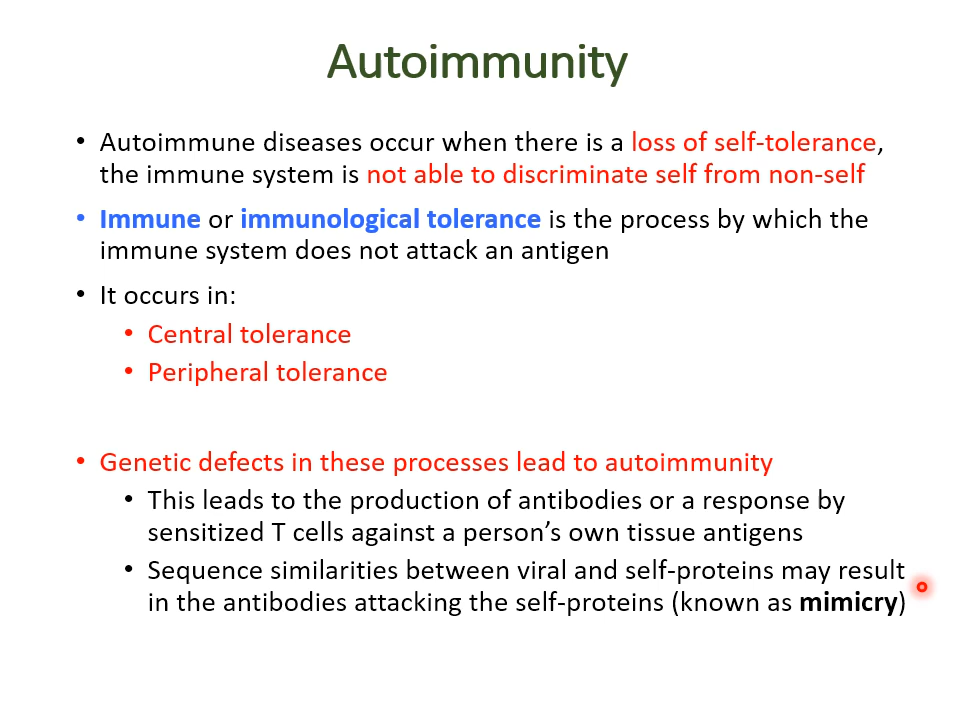 Autoimmunity
• Autoimmune diseases occur when there is a loss of self-tolerance,
the immune system is not able to discriminate self from non-self
• Immune or immunological tolerance is the process by which the
immune system does not attack an antigen
• It occurs in:
• Central tolerance
• Peripheral tolerance
• Genetic defects in these processes lead to autoimmunity
• This leads to the production of antibodies or a response by
sensitized T cells against a person’s own tissue antigens
• Sequence similarities between viral and self-proteins may result
in the antibodies attacking the self-proteins (known as mimicry)